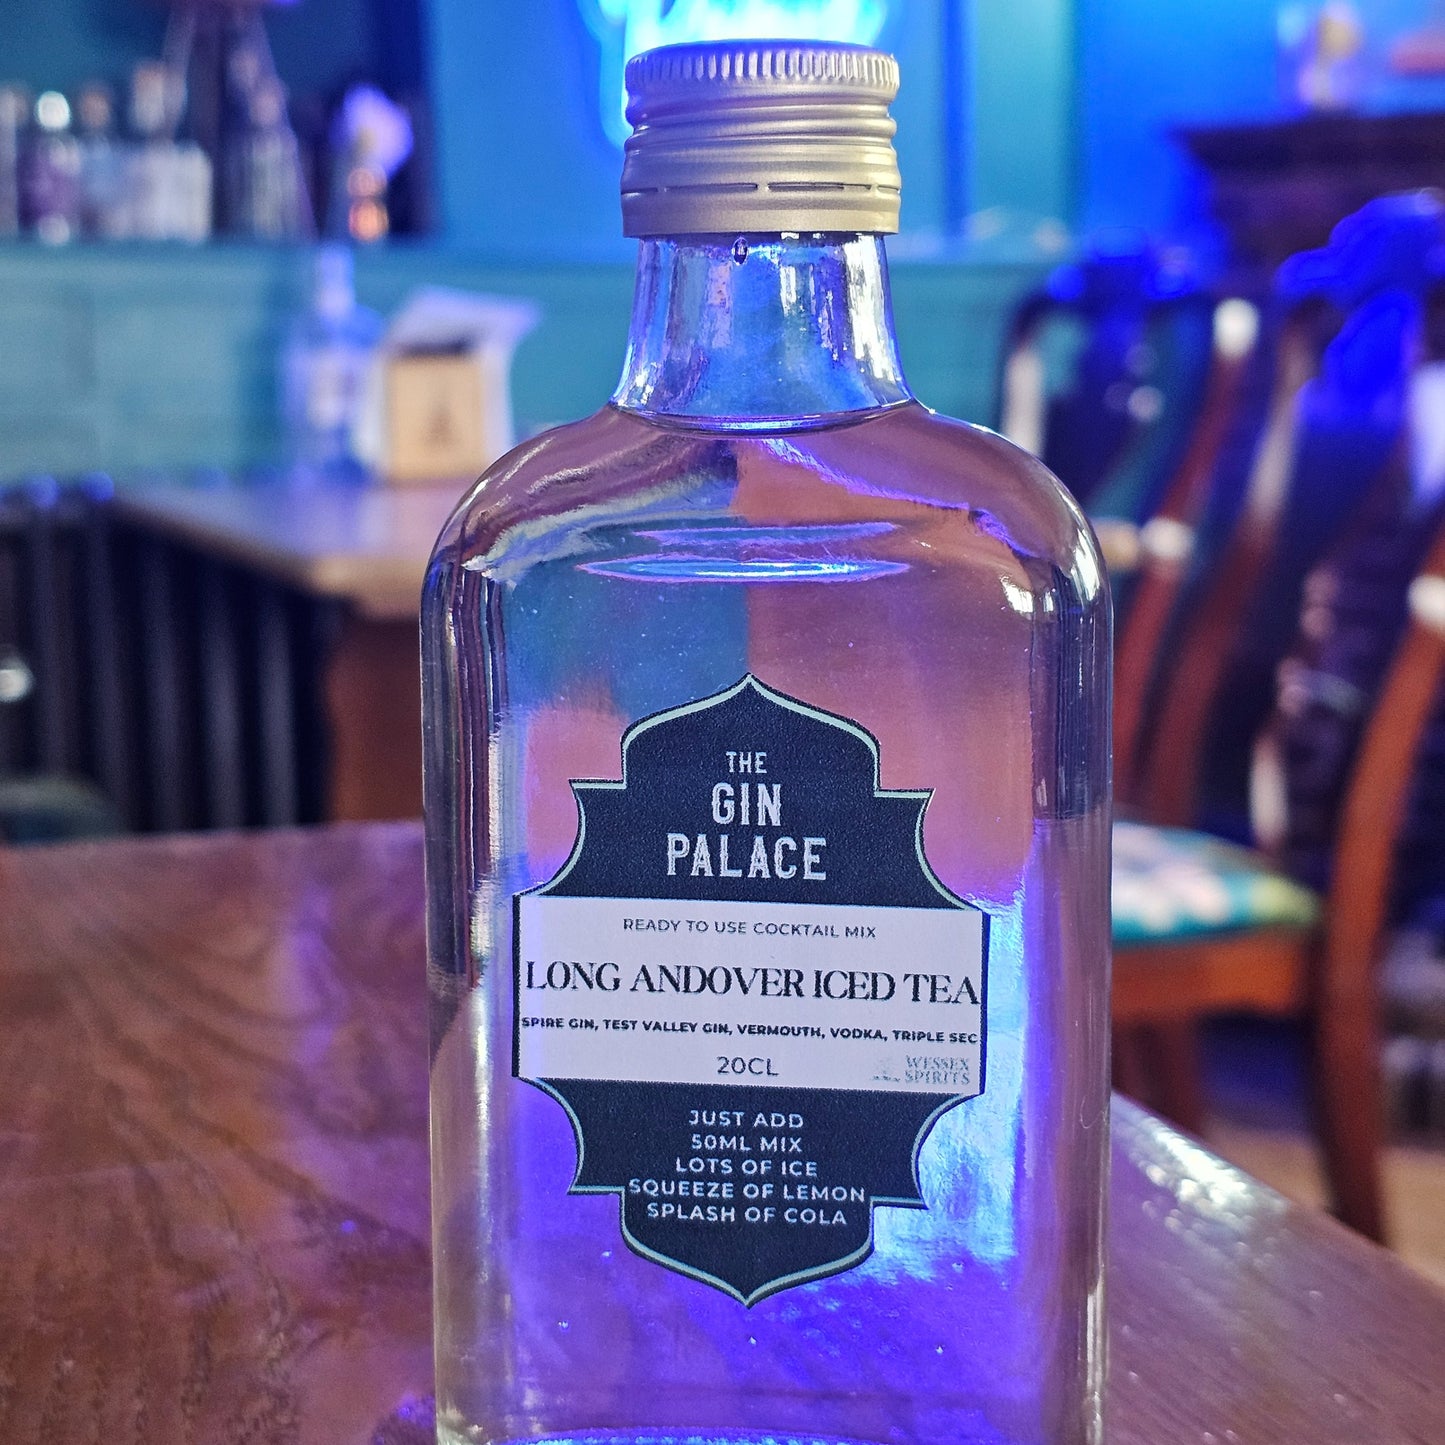 THE
GIN
PALACE
READY TO USE COCKTAIL MIX
LONG ANDOVER ICED TEA
SPIRE GIN, TEST VALLEY GIN, VERMOUTH, VODKA, TRIPLE SEC
20CL
WESSEX
SPIRITS
JUST ADD
50ML MIX
LOTS OF ICE
SQUEEZE OF LEMON
SPLASH OF COLA